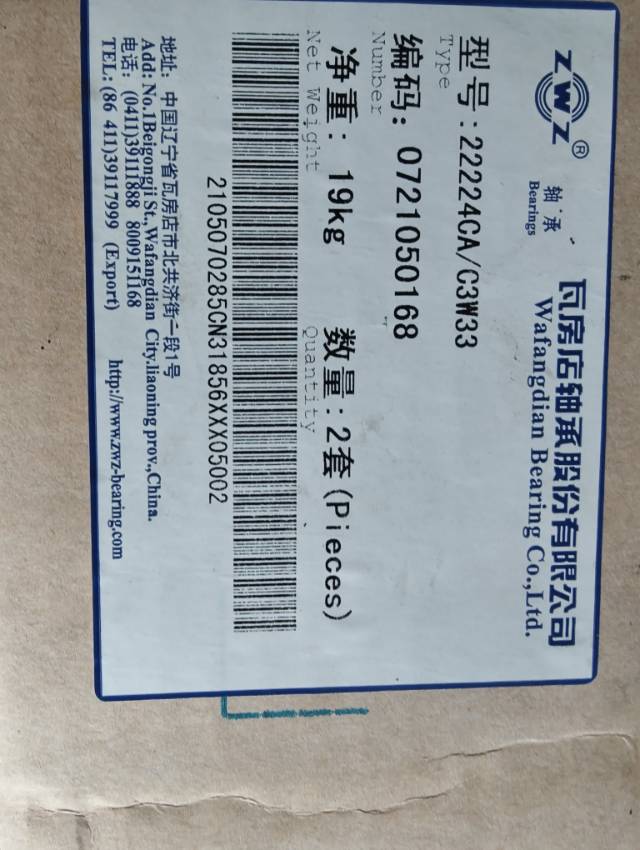 ZWZ®
轴承
Bearings
瓦房店轴承股份有限公司
Wafangdian Bearing Co.,Ltd.
型号:22224CA/C3W33
Type
编码: 0721050168
Number
净重: 19kg 数量:2套(Pieces)
Net Weight Quantity
2105070285CN31856XXX05002
地址: 中国辽宁省瓦房店市北共济街一段1号
Add: No.1Beigongji St.,Wafangdian City.liaoning prov.,China.
电话: (0411)39111888 8009151168
TEL: (86 411)39117999 (Export) http://www.zwz-bearing.com